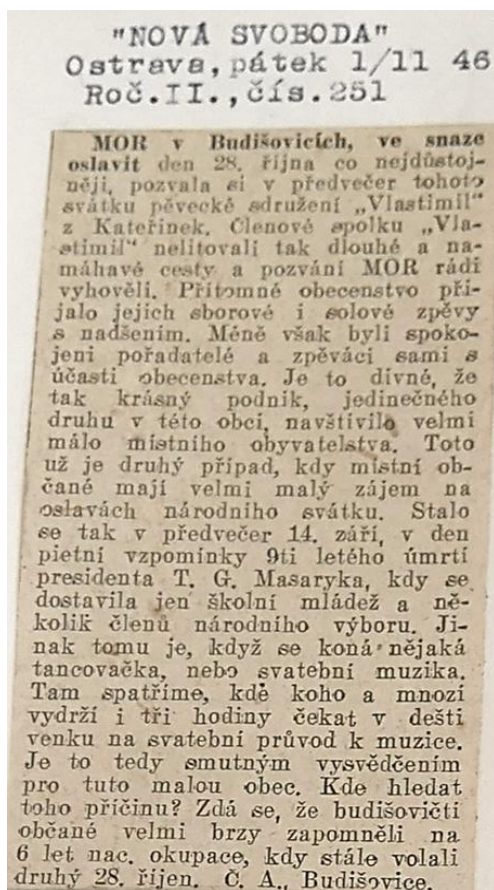 "NOVÁ SVOBODA"
Ostrava, pátek 1/11 46
Roč.II., čís.251
MOR v Budišovicích, ve snaze
oslavit den 28. října co nejdůstoj-
něji, pozvala si v předvečer tohoto
svátku pěvecké sdružení „Vlastimil"
z Kateřinek. Členové spolku „Vla-
stimil" nelitovali tak dlouhé a na-
máhavé cesty a pozvání MOR rádi
vyhověli. Přítomné obecenstvo při-
jalo jejich sborové i solové zpěvy
s nadšením. Méně však byli spoko-
jeni pořadatelé a zpěváci sami s
účasti obecenstva. Je to divné, že
tak krásný podnik, jedinečného
druhu v této obci, navštívilo velmi
málo místního obyvatelstva. Toto
už je druhý případ, kdy místní ob-
čané mají velmi malý zájem na
oslavách národního svátku. Stalo
se tak v předvečer 14. září, v den
pietní vzpomínky 9ti letého úmrtí
presidenta T. G. Masaryka, kdy se
dostavila jen školní mládež a ně-
kolik členů národního výboru. Ji-
nak tomu je, když se koná nějaká
tancovačka, nebo svatební muzika.
Tam spatříme, kdě koho a mnozí
vydrží i tři hodiny čekat v dešti
venku na svatební průvod k muzice.
Je to tedy smutným vysvědčením
pro tuto malou obec. Kde hledat
toho příčinu? Zdá se, že budišovičtí
občané velmi brzy zapomněli na
6 let nac. okupace, kdy stále volali
druhý 28. říjen. Č. A., Budišovice.